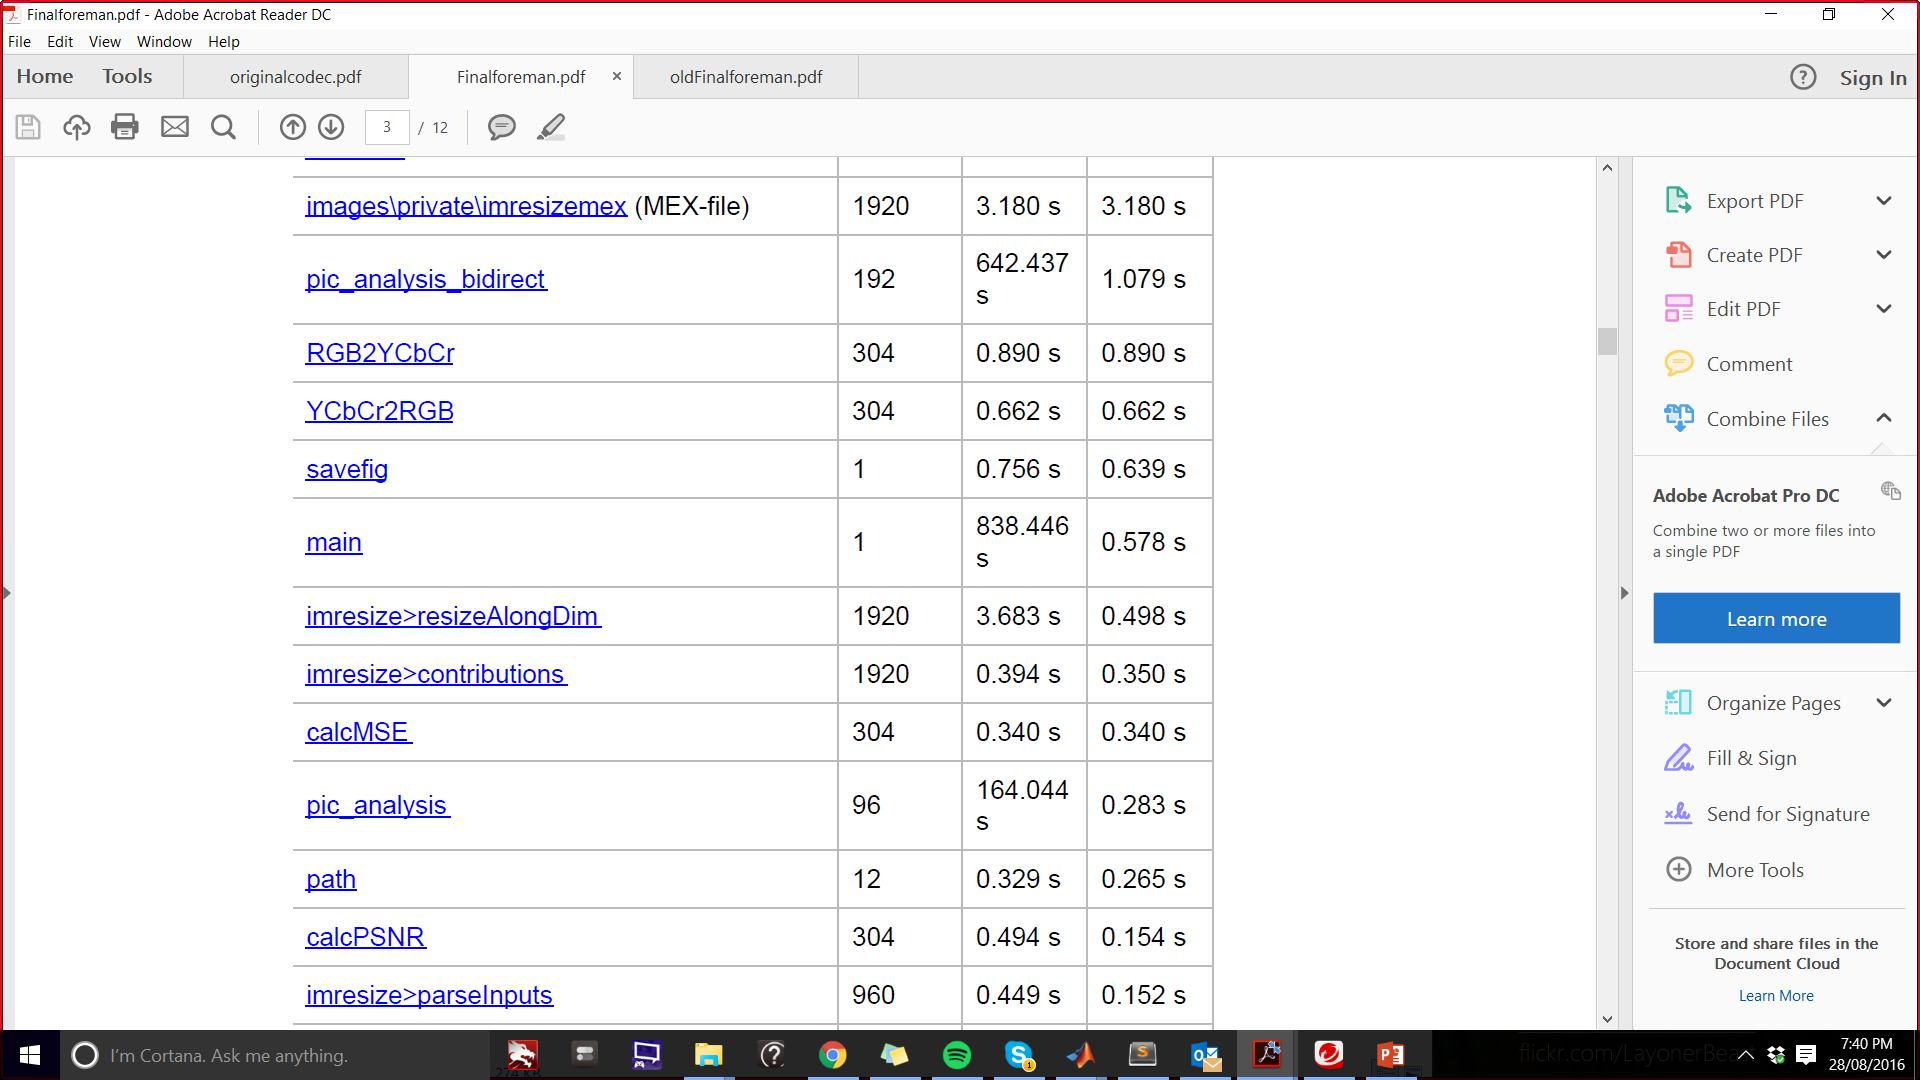 Finalforeman.pdf - Adobe Acrobat Reader DC
File Edit View Window Help
Home Tools originalcodec.pdf Finalforeman.pdf × oldFinalforeman.pdf ? Sign In
3 / 12
images\private\imresizemex (MEX-file) 1920 3.180 s 3.180 s
pic_analysis_bidirect 192 642.437 s 1.079 s
RGB2YCbCr 304 0.890 s 0.890 s
YCbCr2RGB 304 0.662 s 0.662 s
savefig 1 0.756 s 0.639 s
main 1 838.446 s 0.578 s
imresize>resizeAlongDim 1920 3.683 s 0.498 s
imresize>contributions 1920 0.394 s 0.350 s
calcMSE 304 0.340 s 0.340 s
pic_analysis 96 164.044 s 0.283 s
path 12 0.329 s 0.265 s
calcPSNR 304 0.494 s 0.154 s
imresize>parseInputs 960 0.449 s 0.152 s
Export PDF
Create PDF
Edit PDF
Comment
Combine Files
Adobe Acrobat Pro DC
Combine two or more files into
a single PDF
Learn more
Organize Pages
Fill & Sign
Send for Signature
More Tools
Store and share files in the
Document Cloud
Learn More
I'm Cortana. Ask me anything.
7:40 PM
28/08/2016